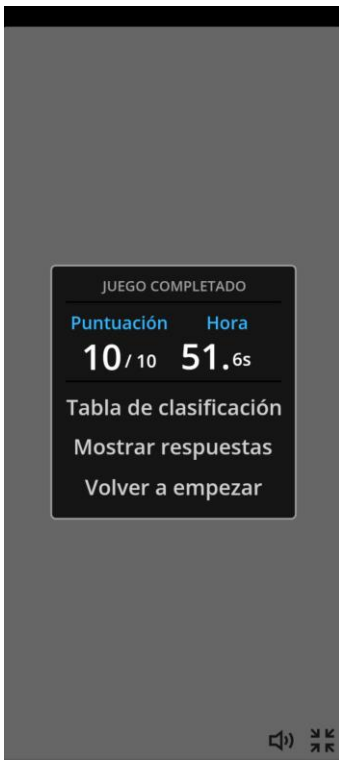 JUEGO COMPLETADO
Puntuación Hora
10/ 10 51.6s
Tabla de clasificación
Mostrar respuestas
Volver a empezar